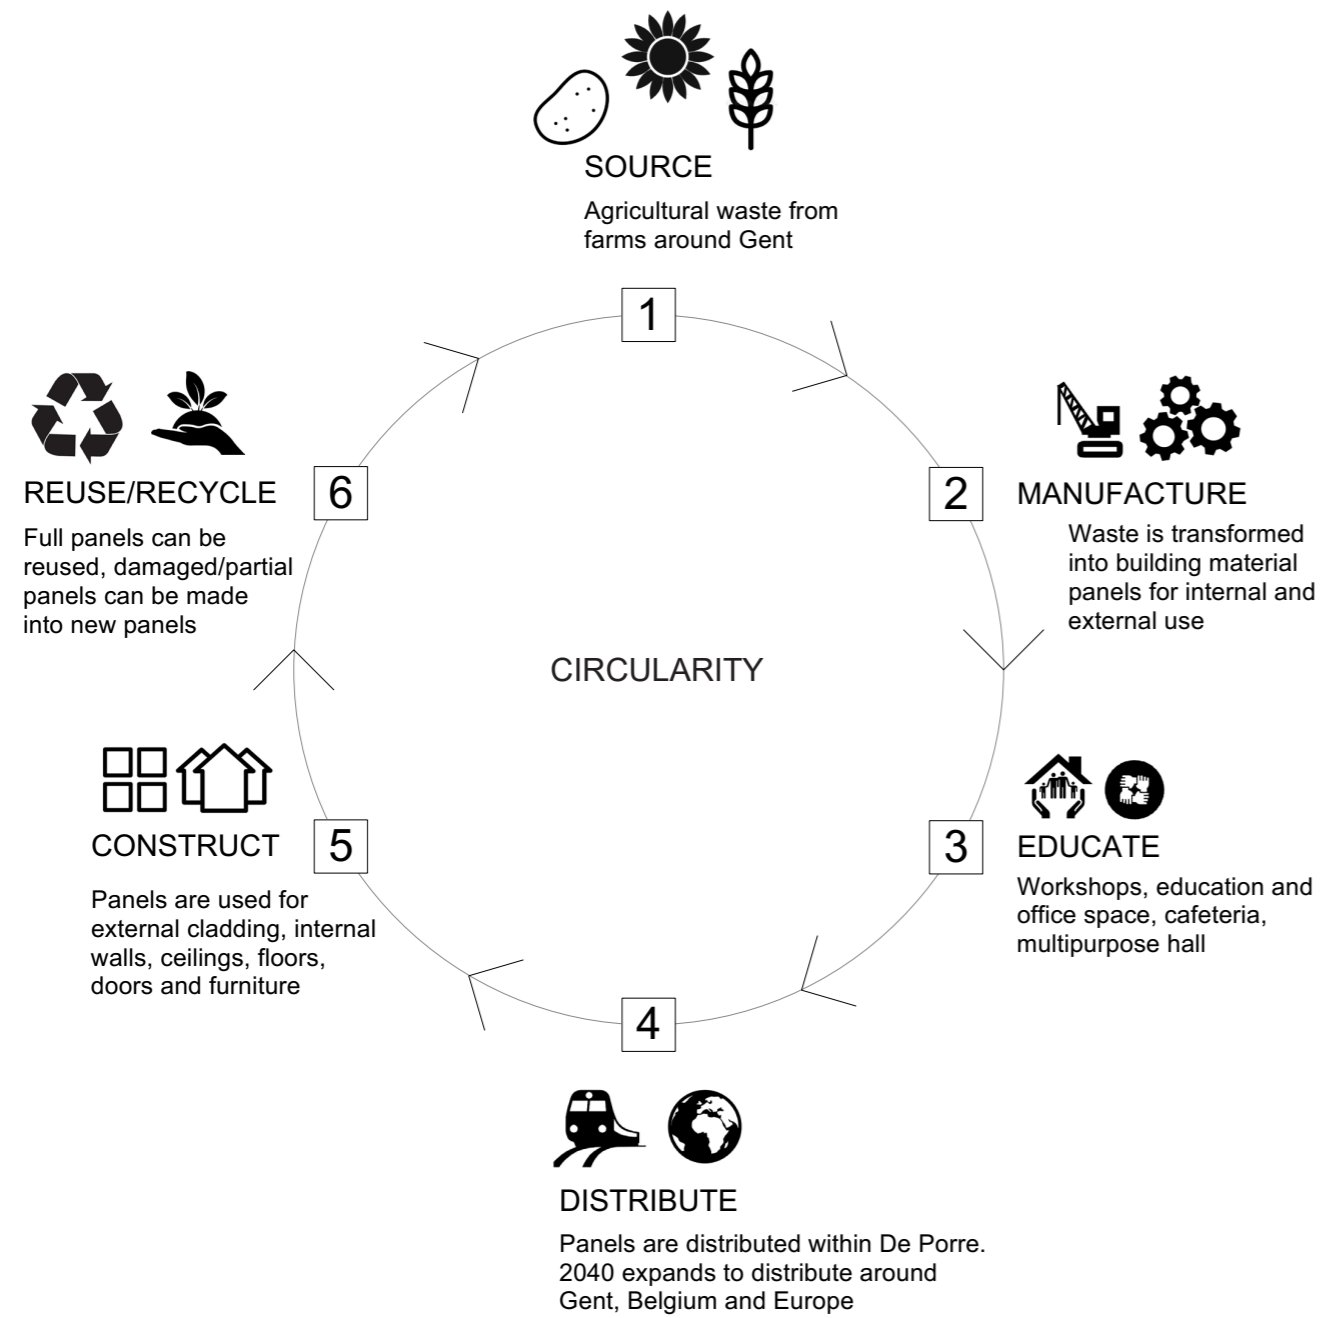 SOURCE
Agricultural waste from
farms around Gent
1
2
MANUFACTURE
Waste is transformed
into building material
panels for internal and
external use
3
EDUCATE
Workshops, education and
office space, cafeteria,
multipurpose hall
4
DISTRIBUTE
Panels are distributed within De Porre.
2040 expands to distribute around
Gent, Belgium and Europe
5
CONSTRUCT
Panels are used for
external cladding, internal
walls, ceilings, floors,
doors and furniture
6
REUSE/RECYCLE
Full panels can be
reused, damaged/partial
panels can be made
into new panels
CIRCULARITY